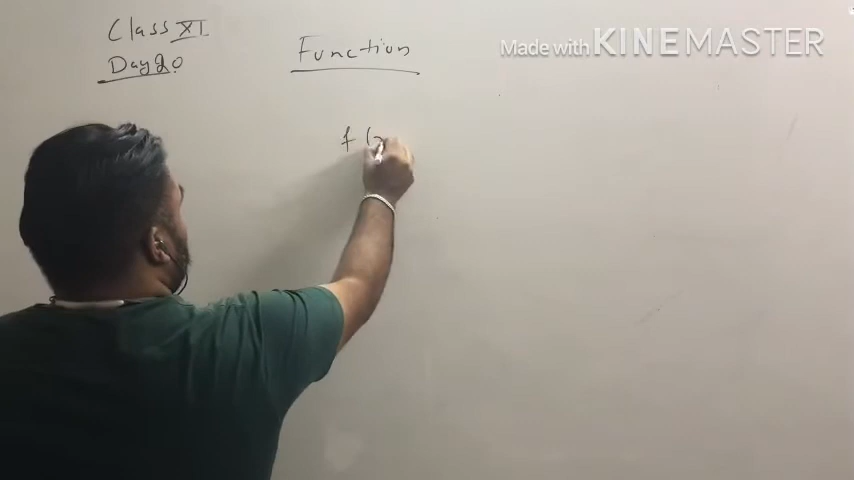 Class XI
Function
Made with KINEMASTER
Day 20
f(